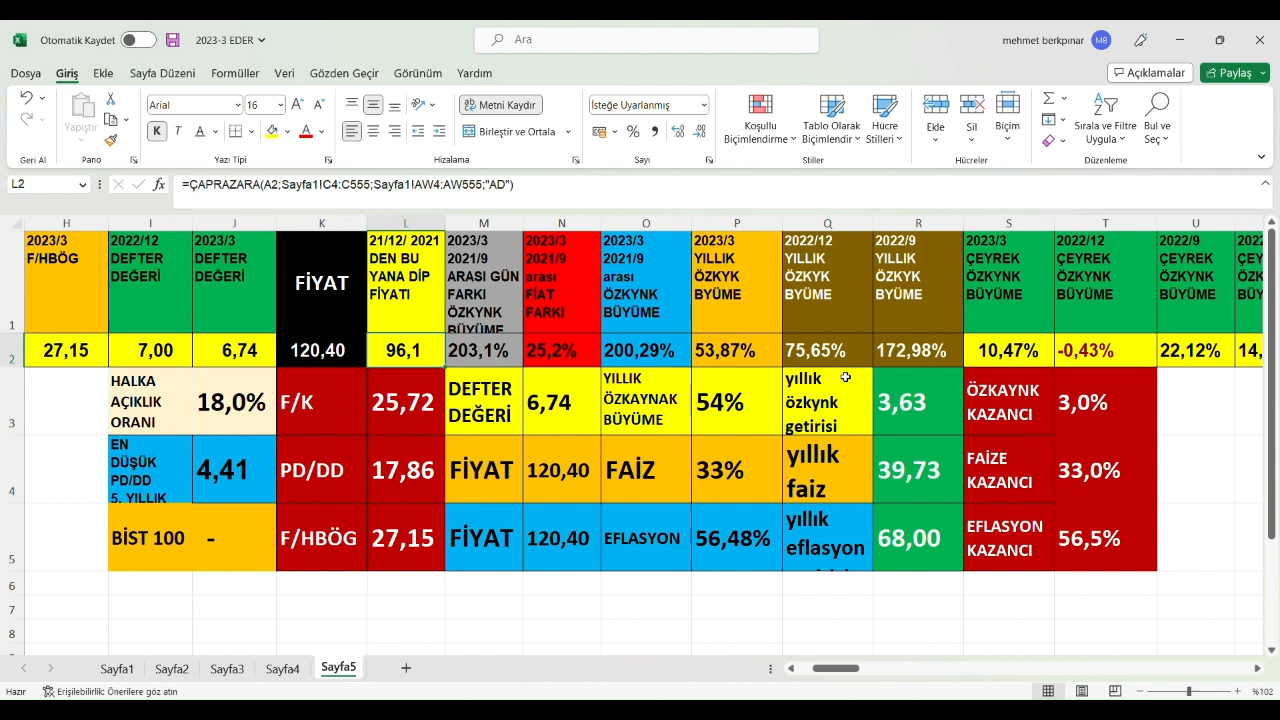 Otomatik Kaydet
2023-3 EDER
Ara
mehmet berkpınar
MB
Dosya Giriş Ekle Sayfa Düzeni Formüller Veri Gözden Geçir Görünüm Yardım
Açıklamalar
Paylaş
Yapıştır
Geri Al
Pano
Arial
16
K T A
A
Yazı Tipi
Metni Kaydır
Birleştir ve Ortala
Hizalama
İsteğe Uyarlanmış
%
Sayı
Koşullu
Biçimlendirme
Tablo Olarak
Biçimlendir
Hücre
Stilleri
Stiller
Ekle
Sil
Biçim
Hücreler
Sırala ve Filtre
Uygula
Bul ve
Seç
Düzenleme
L2
fx
=ÇAPRAZARA(A2;Sayfa1!C4:C555;Sayfa1!AW4:AW555;"AD")
H I J K L M N O P Q R S T U
1
2023/3
F/HBÖG
2022/12
DEFTER
DEĞERİ
2023/3
DEFTER
DEĞERİ
FİYAT
21/12/ 2021
DEN BU
YANA DİP
FİYATI
2023/3
2021/9
ARASI GÜN
FARKI
ÖZKYNK
BÜYÜME
2023/3
2021/9
arası
FİAT
FARKI
2023/3
2021/9
arası
ÖZKYNK
BÜYÜME
2023/3
YILLIK
ÖZKYK
BYÜME
2022/12
YILLIK
ÖZKYK
BYÜME
2022/9
YILLIK
ÖZKYK
BYÜME
2023/3
ÇEYREK
ÖZKYNK
BÜYÜME
2022/12
ÇEYREK
ÖZKYNK
BÜYÜME
2022/9
ÇEYREK
ÖZKYNK
BÜYÜME
2022
ÇEY
ÖZK
BÜY
2 27,15 7,00 6,74 120,40 96,1 203,1% 25,2% 200,29% 53,87% 75,65% 172,98% 10,47% -0,43% 22,12% 14,
3
HALKA
AÇIKLIK
ORANI
18,0%
F/K
25,72
DEFTER
DEĞERİ
6,74
YILLIK
ÖZKAYNAK
BÜYÜME
54%
yıllık
özkynk
getirisi
3,63
ÖZKAYNK
KAZANCI
3,0%
4
EN
DÜŞÜK
PD/DD
5. YILLIK
4,41
PD/DD
17,86
FİYAT
120,40
FAİZ
33%
yıllık
faiz
39,73
FAİZE
KAZANCI
33,0%
5
BİST 100
-
F/HBÖG
27,15
FİYAT
120,40
EFLASYON
56,48%
yıllık
eflasyon
68,00
EFLASYON
KAZANCI
56,5%
6
7
8
Sayfa1 Sayfa2 Sayfa3 Sayfa4 Sayfa5
Hazır
Erişilebilirlik: Önerilere göz atın
%102